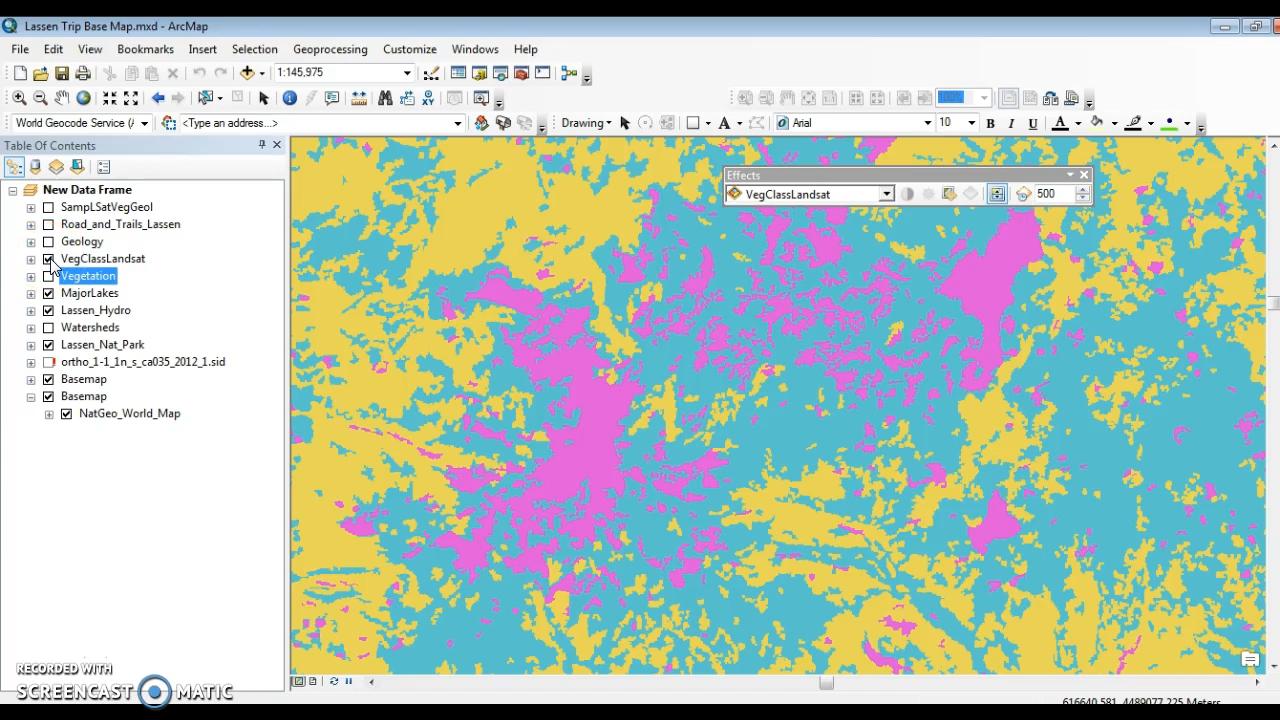 Lassen Trip Base Map.mxd - ArcMap
File Edit View Bookmarks Insert Selection Geoprocessing Customize Windows Help
1:145,975
100%
World Geocode Service (A <Type an address> Drawing A Arial 10 B I U A
Table Of Contents
Effects
VegClassLandsat 500
New Data Frame
SampLSatVegGeol
Road_and_Trails_Lassen
Geology
VegClassLandsat
Vegetation
MajorLakes
Lassen_Hydro
Watersheds
Lassen_Nat_Park
ortho_1-1_1n_s_ca035_2012_1.sid
Basemap
Basemap
NatGeo_World_Map
RECORDED WITH
SCREENCAST MATIC
616640.581 4489077.225 Meters